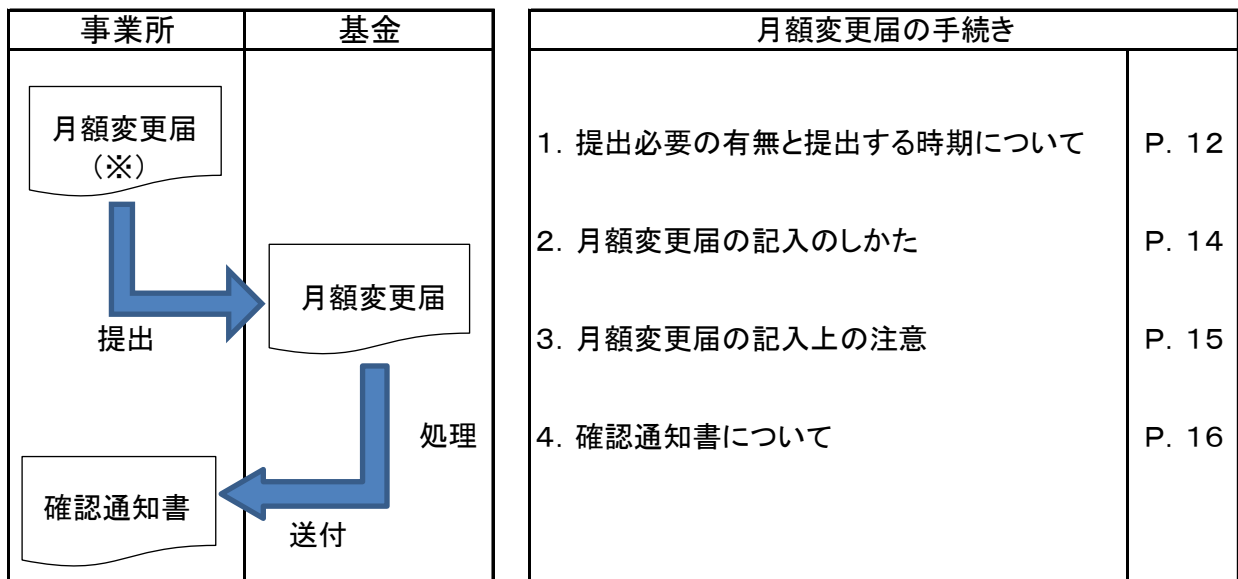 事業所
基金
月額変更届
(※)
提出
月額変更届
処理
送付
確認通知書
月額変更届の手続き
1. 提出必要の有無と提出する時期について P. 12
2. 月額変更届の記入のしかた P. 14
3. 月額変更届の記入上の注意 P. 15
4. 確認通知書について P. 16